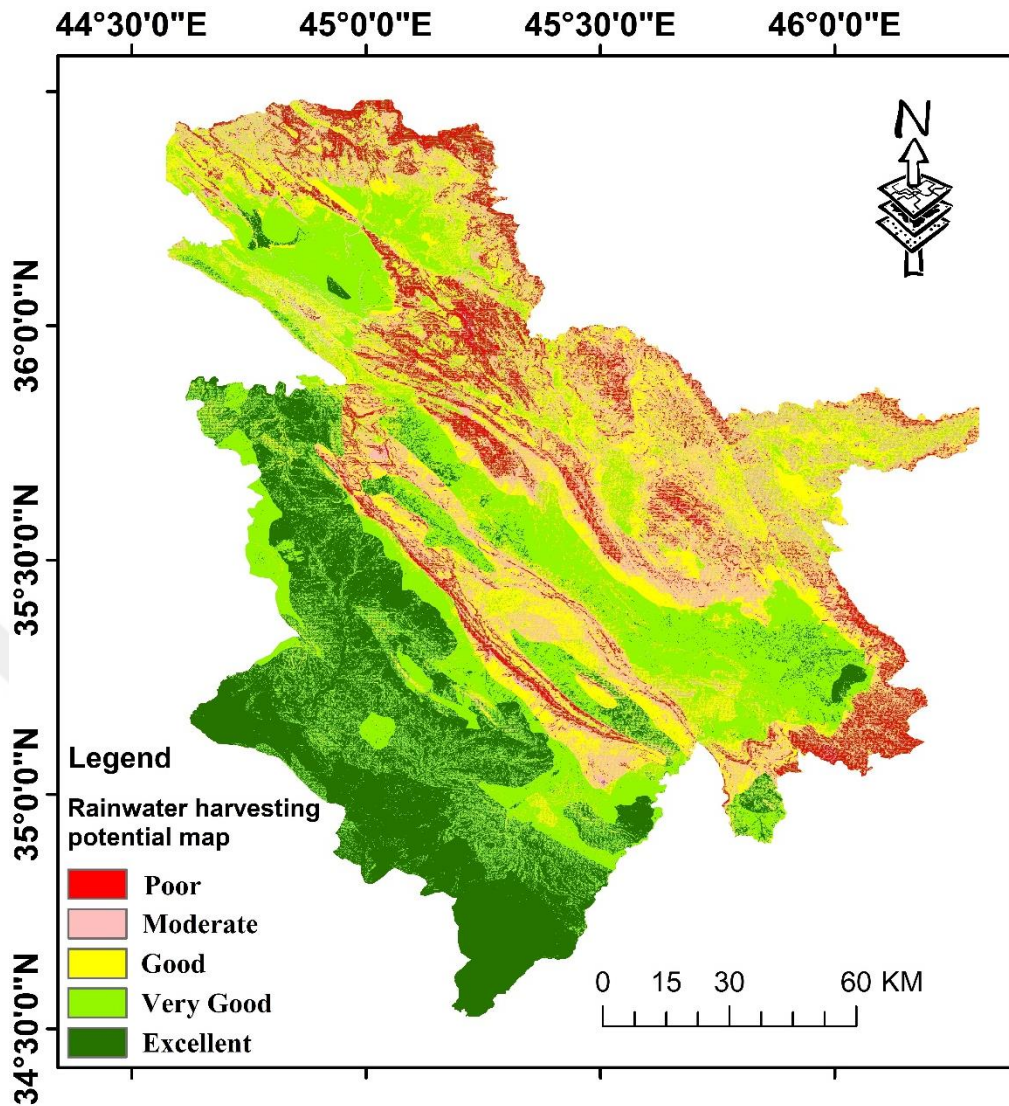 44°30'0"E 45°0'0"E 45°30'0"E 46°0'0"E
N
36°0'0"N
35°30'0"N
35°0'0"N
34°30'0"N
Legend
Rainwater harvesting
potential map
Poor
Moderate
Good
Very Good
Excellent
0 15 30 60 KM